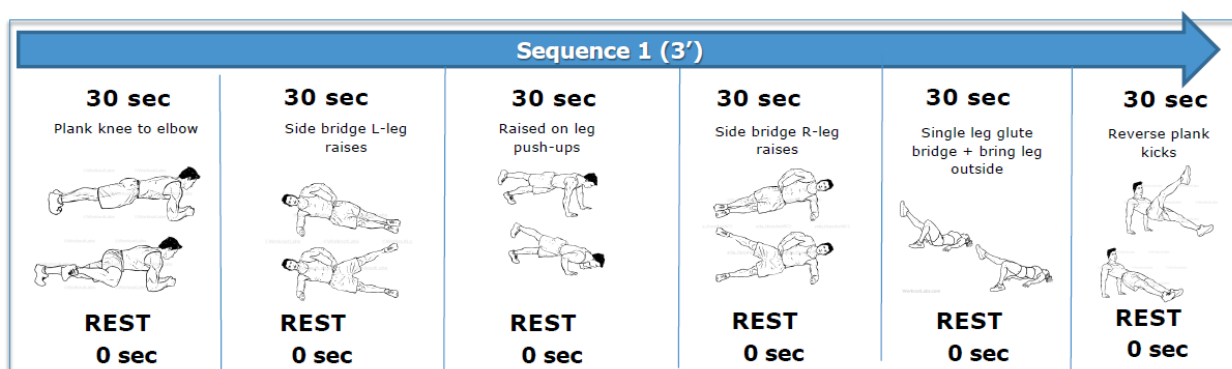 Sequence 1 (3’)
30 sec
Plank knee to elbow
REST
0 sec
30 sec
Side bridge L-leg
raises
REST
0 sec
30 sec
Raised on leg
push-ups
REST
0 sec
30 sec
Side bridge R-leg
raises
REST
0 sec
30 sec
Single leg glute
bridge + bring leg
outside
REST
0 sec
30 sec
Reverse plank
kicks
REST
0 sec